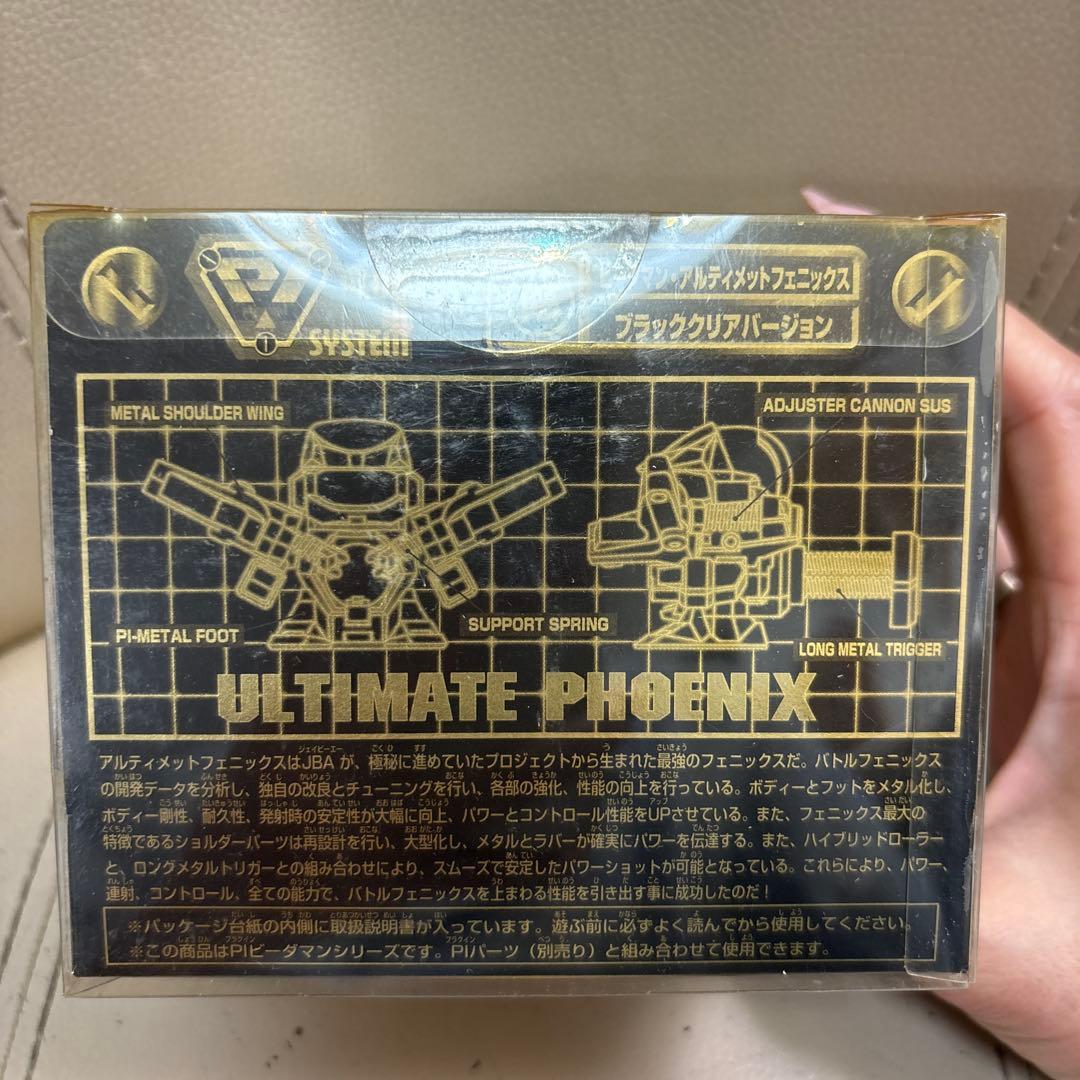 PI
SYSTEM
ビーダマン・アルティメットフェニックス
ブラッククリアバージョン
METAL SHOULDER WING
ADJUSTER CANNON SUS
PI-METAL FOOT
SUPPORT SPRING
LONG METAL TRIGGER
ULTIMATE PHOENIX
アルティメットフェニックスはJBAが、極秘に進めていたプロジェクトから生まれた最強のフェニックスだ。バトルフェニックス
の開発データを分析し、独自の改良とチューニングを行い、各部の強化、性能の向上を行っている。ボディーとフットをメタル化し、
ボディー剛性、耐久性、発射時の安定性が大幅に向上、パワーとコントロール性能をUPさせている。また、フェニックス最大の
特徴であるショルダーパーツは再設計を行い、大型化し、メタルとラバーが確実にパワーを伝達する。また、ハイブリッドローラー
と、ロングメタルトリガーとの組み合わせにより、スムーズで安定したパワーショットが可能となっている。これらにより、パワー、
連射、コントロール、全ての能力で、バトルフェニックスを上まわる性能を引き出す事に成功したのだ!
※パッケージ台紙の内側に取扱説明書が入っています。遊ぶ前に必ずよく読んでから使用してください。
※この商品はPIビーダマンシリーズです。PIパーツ(別売り)と組み合わせて使用できます。